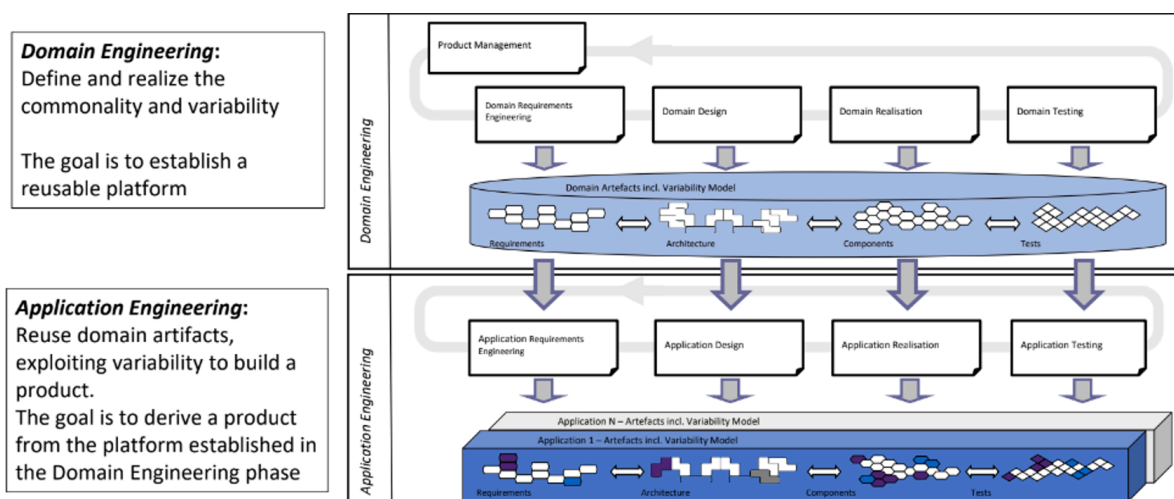 Domain Engineering:
Define and realize the
commonality and variability
The goal is to establish a
reusable platform
Application Engineering:
Reuse domain artifacts,
exploiting variability to build a
product.
The goal is to derive a product
from the platform established in
the Domain Engineering phase
Domain Engineering
Product Management
Domain Requirements
Engineering
Domain Design
Domain Realisation
Domain Testing
Domain Artefacts incl. Variability Model
Requirements
Architecture
Components
Tests
Application Engineering
Application Requirements
Engineering
Application Design
Application Realisation
Application Testing
Application N – Artefacts incl. Variability Model
Application 1 – Artefacts incl. Variability Model
Requirements
Architecture
Components
Tests